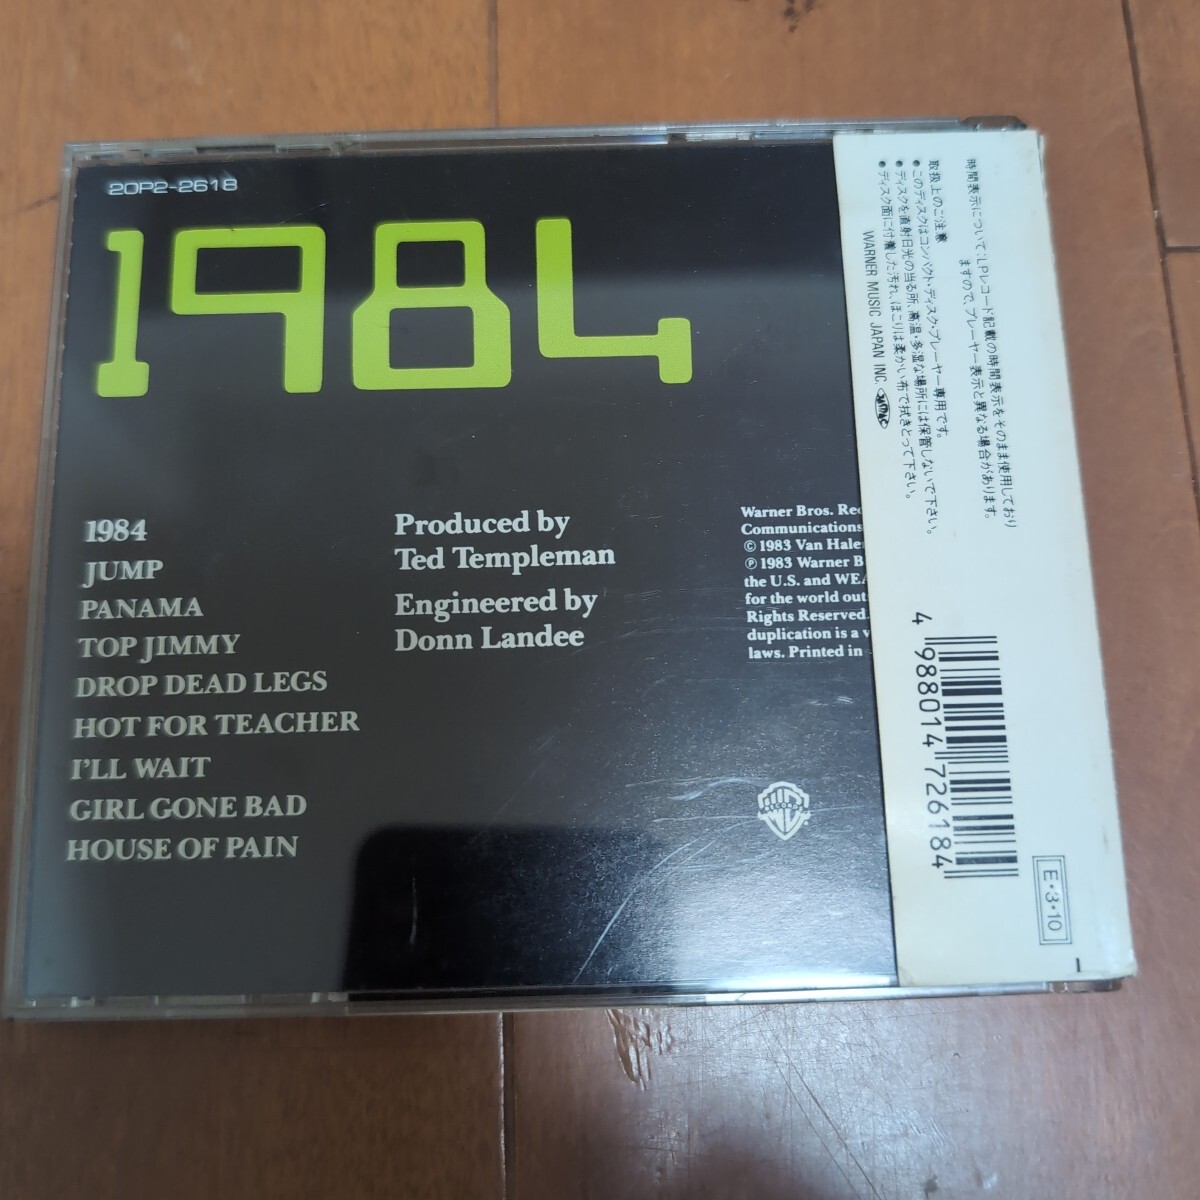 20P2-2618
1984
1984
JUMP
PANAMA
TOP JIMMY
DROP DEAD LEGS
HOT FOR TEACHER
I'LL WAIT
GIRL GONE BAD
HOUSE OF PAIN
Produced by
Ted Templeman
Engineered by
Donn Landee
Warner Bros. Rec
Communications
© 1983 Van Hale
℗ 1983 Warner B
the U.S. and WEA
for the world out
Rights Reserved.
duplication is a v
laws. Printed in
時間表示について:LPレコード記載の時間表示をそのまま使用しており
ますので、プレーヤー表示と異なる場合があります。
取扱上のご注意
●このディスクはコンパクト・ディスク・プレーヤー専用です。
●ディスクを直射日光の当る所、高温・多湿な場所には保管しないで下さい。
●ディスク面に付着した汚れ、ほこりは柔かい布で拭きとって下さい。
WARNER MUSIC JAPAN INC.
4 988014 726184
E・3・10